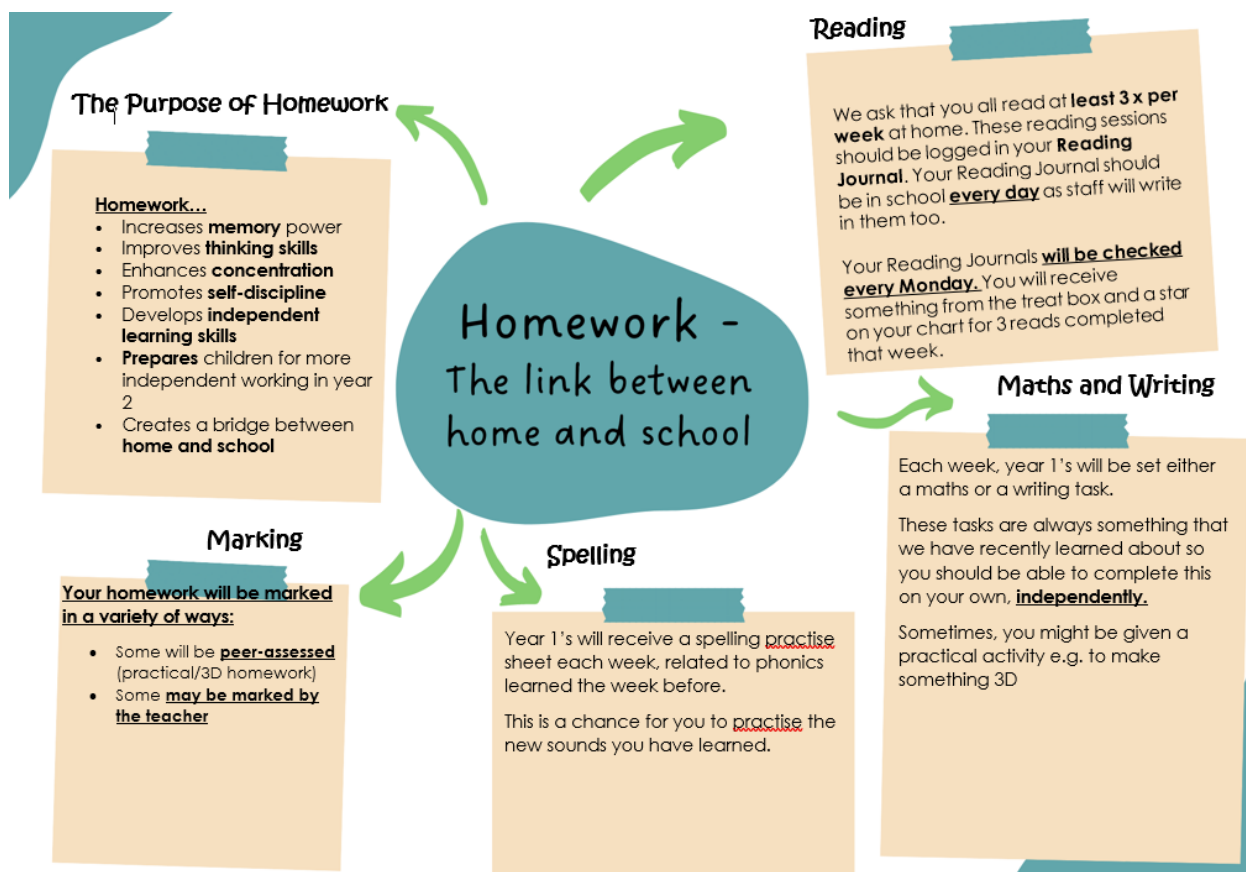 The Purpose of Homework
Homework...
• Increases memory power
• Improves thinking skills
• Enhances concentration
• Promotes self-discipline
• Develops independent
learning skills
• Prepares children for more
independent working in year
2
• Creates a bridge between
home and school
Homework -
The link between
home and school
Reading
We ask that you all read at least 3 x per
week at home. These reading sessions
should be logged in your Reading
Journal. Your Reading Journal should
be in school every day as staff will write
in them too.
Your Reading Journals will be checked
every Monday. You will receive
something from the treat box and a star
on your chart for 3 reads completed
that week.
Maths and Writing
Each week, year 1's will be set either
a maths or a writing task.
These tasks are always something that
we have recently learned about so
you should be able to complete this
on your own, independently.
Sometimes, you might be given a
practical activity e.g. to make
something 3D
Marking
Your homework will be marked
in a variety of ways:
• Some will be peer-assessed
(practical/3D homework)
• Some may be marked by
the teacher
Spelling
Year 1's will receive a spelling practise
sheet each week, related to phonics
learned the week before.
This is a chance for you to practise the
new sounds you have learned.